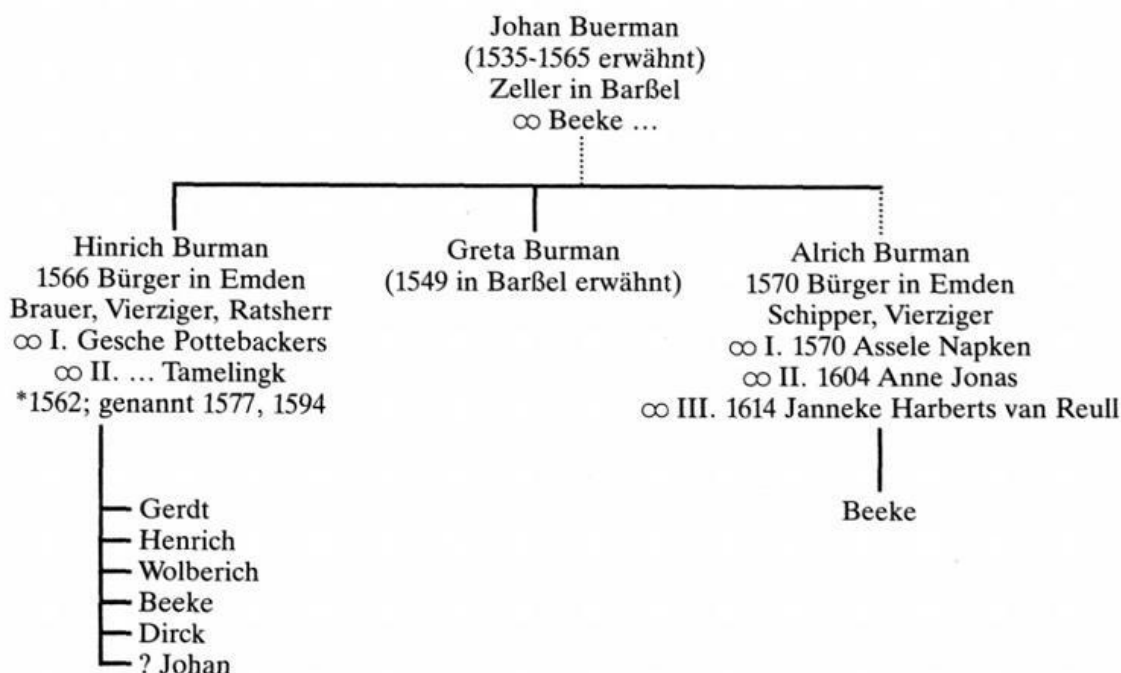 Johan Buerman
(1535-1565 erwähnt)
Zeller in Barßel
∞ Beeke ...
Hinrich Burman
1566 Bürger in Emden
Brauer, Vierziger, Ratsherr
∞ I. Gesche Pottebackers
∞ II. ... Tamelingk
*1562; genannt 1577, 1594
Greta Burman
(1549 in Barßel erwähnt)
Alrich Burman
1570 Bürger in Emden
Schipper, Vierziger
∞ I. 1570 Assele Napken
∞ II. 1604 Anne Jonas
∞ III. 1614 Janneke Harberts van Reull
Gerdt
Henrich
Wolberich
Beeke
Dirck
? Johan
Beeke